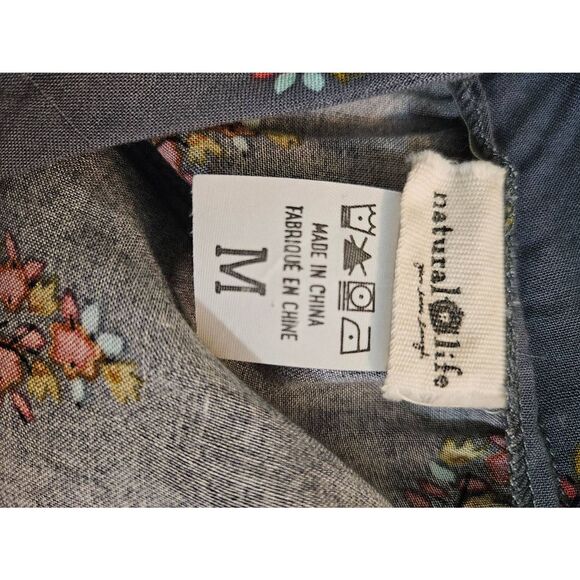 natural life
MADE IN CHINA
FABRIQUÉ EN CHINE
M